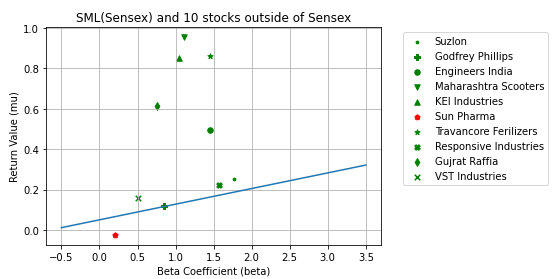 SML(Sensex) and 10 stocks outside of Sensex
Return Value (mu)
1.0
0.8
0.6
0.4
0.2
0.0
−0.5
0.0
0.5
1.0
1.5
2.0
2.5
3.0
3.5
Beta Coefficient (beta)
Suzlon
Godfrey Phillips
Engineers India
Maharashtra Scooters
KEI Industries
Sun Pharma
Travancore Ferilizers
Responsive Industries
Gujrat Raffia
VST Industries